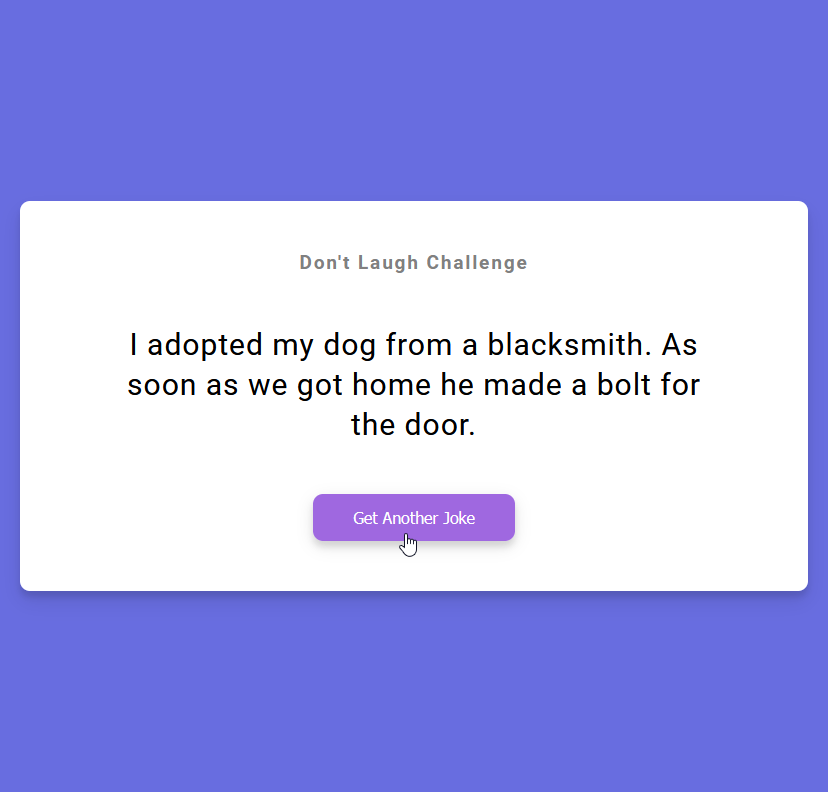 Don't Laugh Challenge
I adopted my dog from a blacksmith. As
soon as we got home he made a bolt for
the door.
Get Another Joke